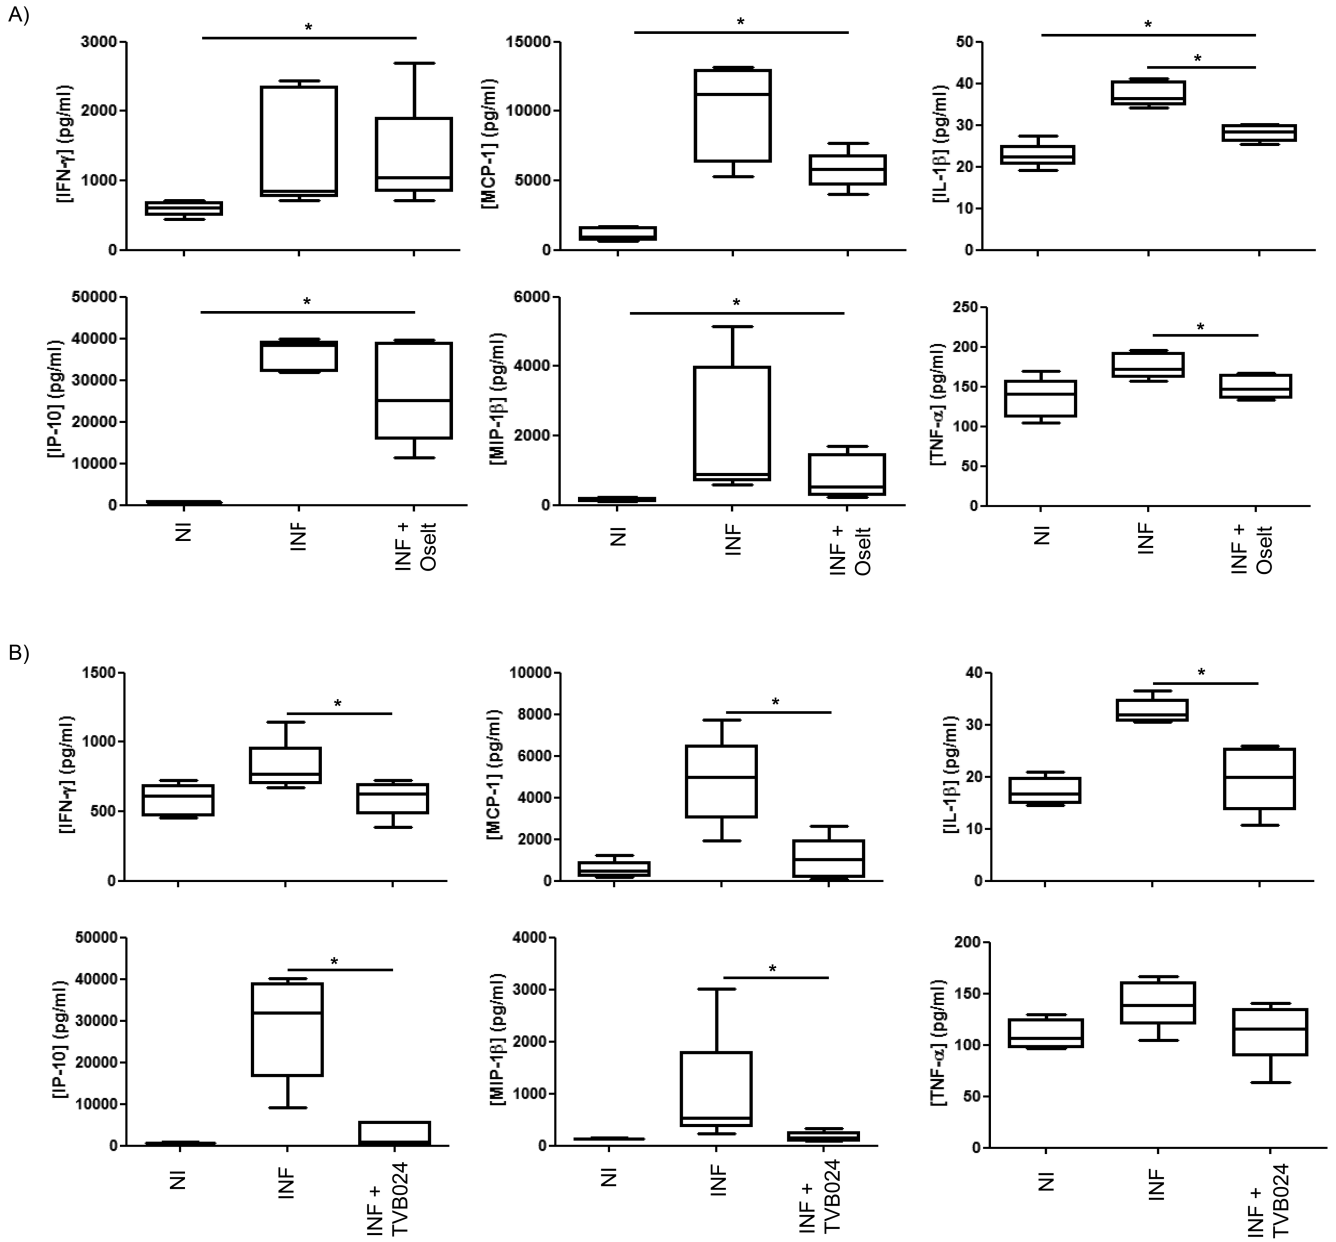 A)
*
3000
2000
1000
0
[IFN-γ] (pg/ml)
*
15000
10000
5000
0
[MCP-1] (pg/ml)
*
*
50
40
30
20
10
0
[IL-1β] (pg/ml)
*
50000
40000
30000
20000
10000
0
[IP-10] (pg/ml)
NI
INF
INF +
Oselt
*
6000
4000
2000
0
[MIP-1β] (pg/ml)
NI
INF
INF +
Oselt
*
250
200
150
100
50
0
[TNF-α] (pg/ml)
NI
INF
INF +
Oselt
B)
*
1500
1000
500
0
[IFN-γ] (pg/ml)
*
10000
8000
6000
4000
2000
0
[MCP-1] (pg/ml)
*
40
30
20
10
0
[IL-1β] (pg/ml)
*
50000
40000
30000
20000
10000
0
[IP-10] (pg/ml)
NI
INF
INF +
TVB024
*
4000
3000
2000
1000
0
[MIP-1β] (pg/ml)
NI
INF
INF +
TVB024
200
150
100
50
0
[TNF-α] (pg/ml)
NI
INF
INF +
TVB024